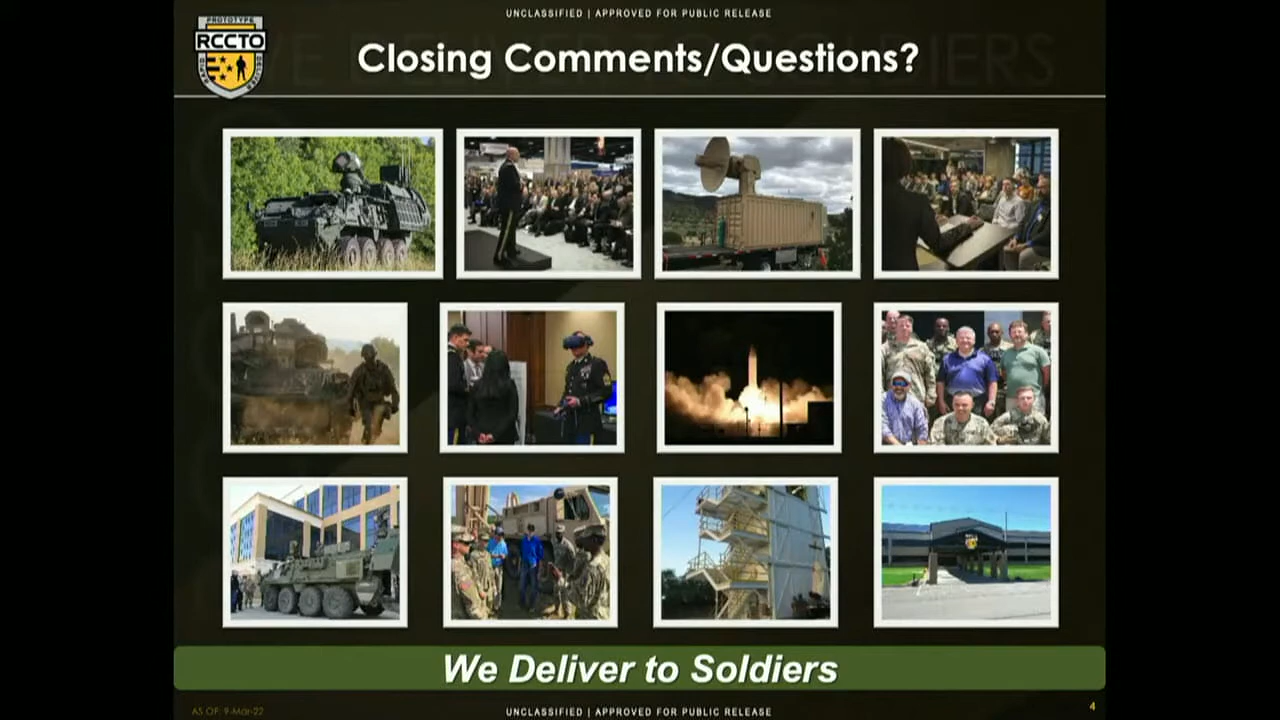 UNCLASSIFIED | APPROVED FOR PUBLIC RELEASE
PROTOTYPE
RCCTO
Closing Comments/Questions?
We Deliver to Soldiers
AS OF: 9-Mar-22
UNCLASSIFIED | APPROVED FOR PUBLIC RELEASE
4